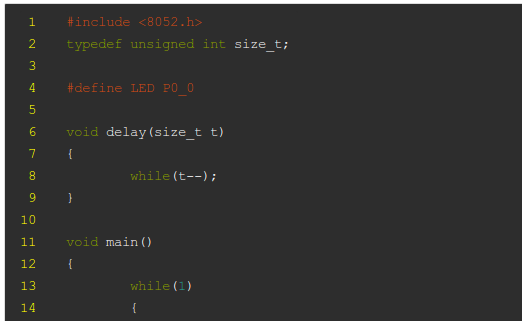 1 #include <8052.h>
2 typedef unsigned int size_t;
3
4 #define LED P0_0
5
6 void delay(size_t t)
7 {
8 while(t--);
9 }
10
11 void main()
12 {
13 while(1)
14 {